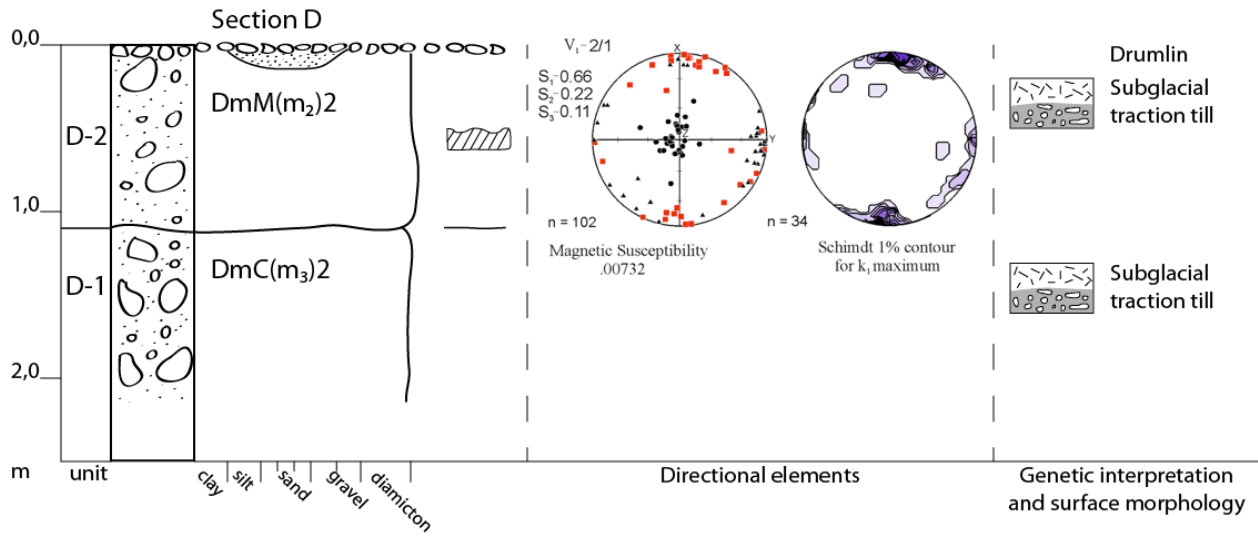 Section D
0,0
D-2
DmM(m₂)2
1,0
D-1
DmC(m₃)2
2,0
m
unit
clay
silt
sand
gravel
diamicton
V₁-2/1
S₁-0.66
S₂-0.22
S₃-0.11
X
Y
Z
n = 102
Magnetic Susceptibility
.00732
n = 34
Schimdt 1% contour
for k₁ maximum
Directional elements
Drumlin
Subglacial
traction till
Subglacial
traction till
Genetic interpretation
and surface morphology